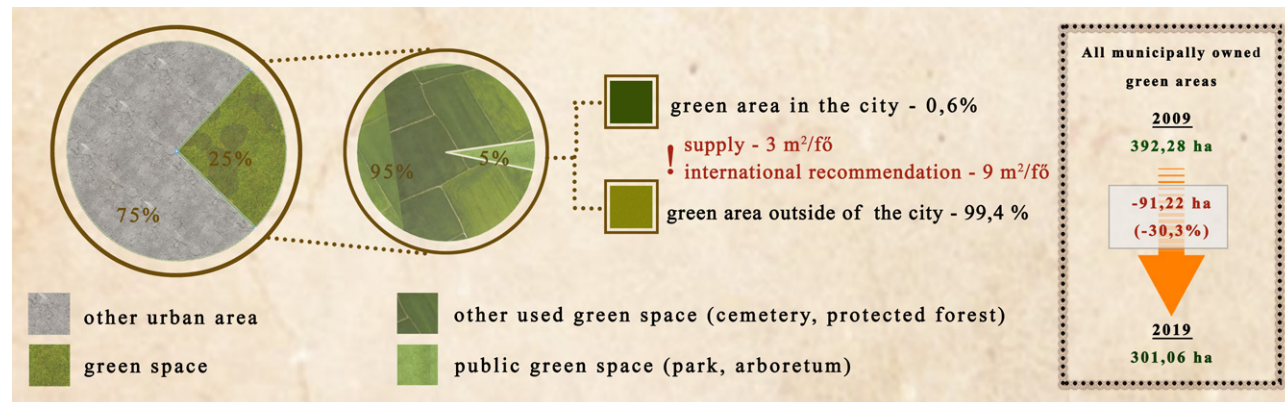 75%
25%
95%
5%
green area in the city - 0,6%
! supply - 3 m²/fő
international recommendation - 9 m²/fő
green area outside of the city - 99,4 %
other urban area
green space
other used green space (cemetery, protected forest)
public green space (park, arboretum)
All municipally owned
green areas
2009
392,28 ha
-91,22 ha
(-30,3%)
2019
301,06 ha